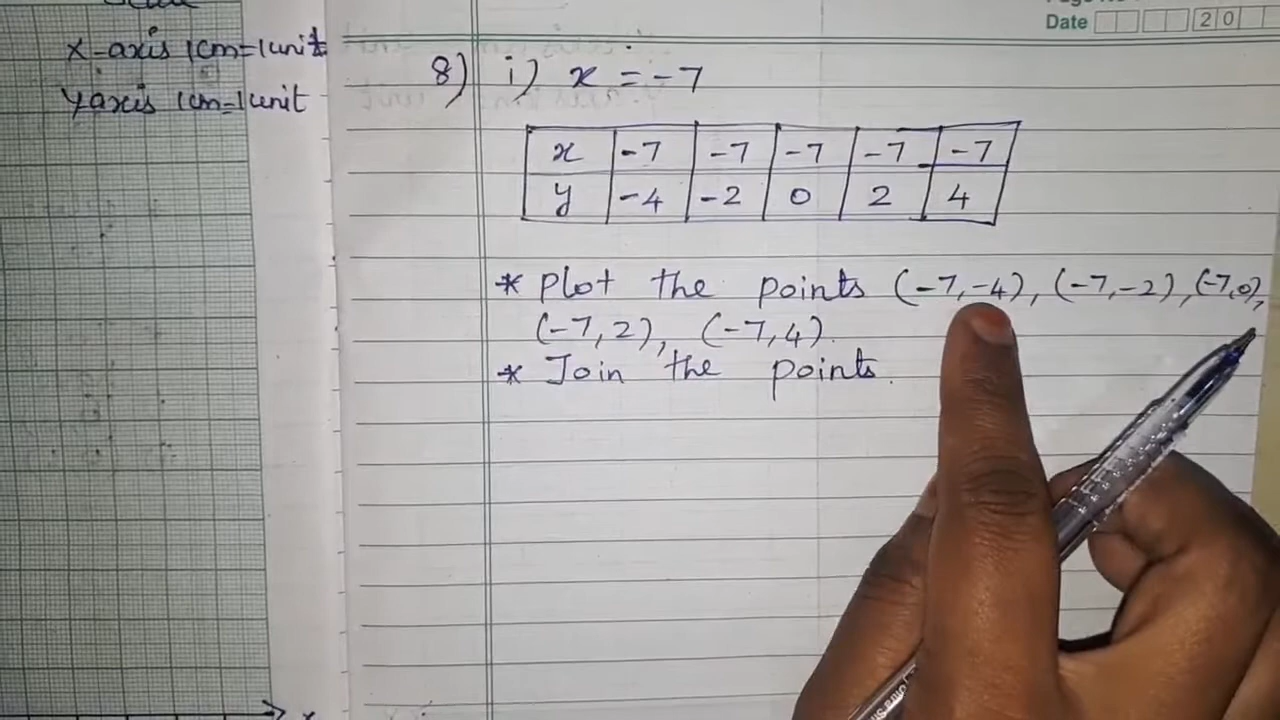 x-axis 1cm=1unit
y axis 1cm=1unit
Date 20
8) i) x = -7
x -7 -7 -7 -7 -7
y -4 -2 0 2 4
* Plot the points (-7,-4), (-7,-2), (-7,0),
(-7,2), (-7,4).
* Join the points.
x